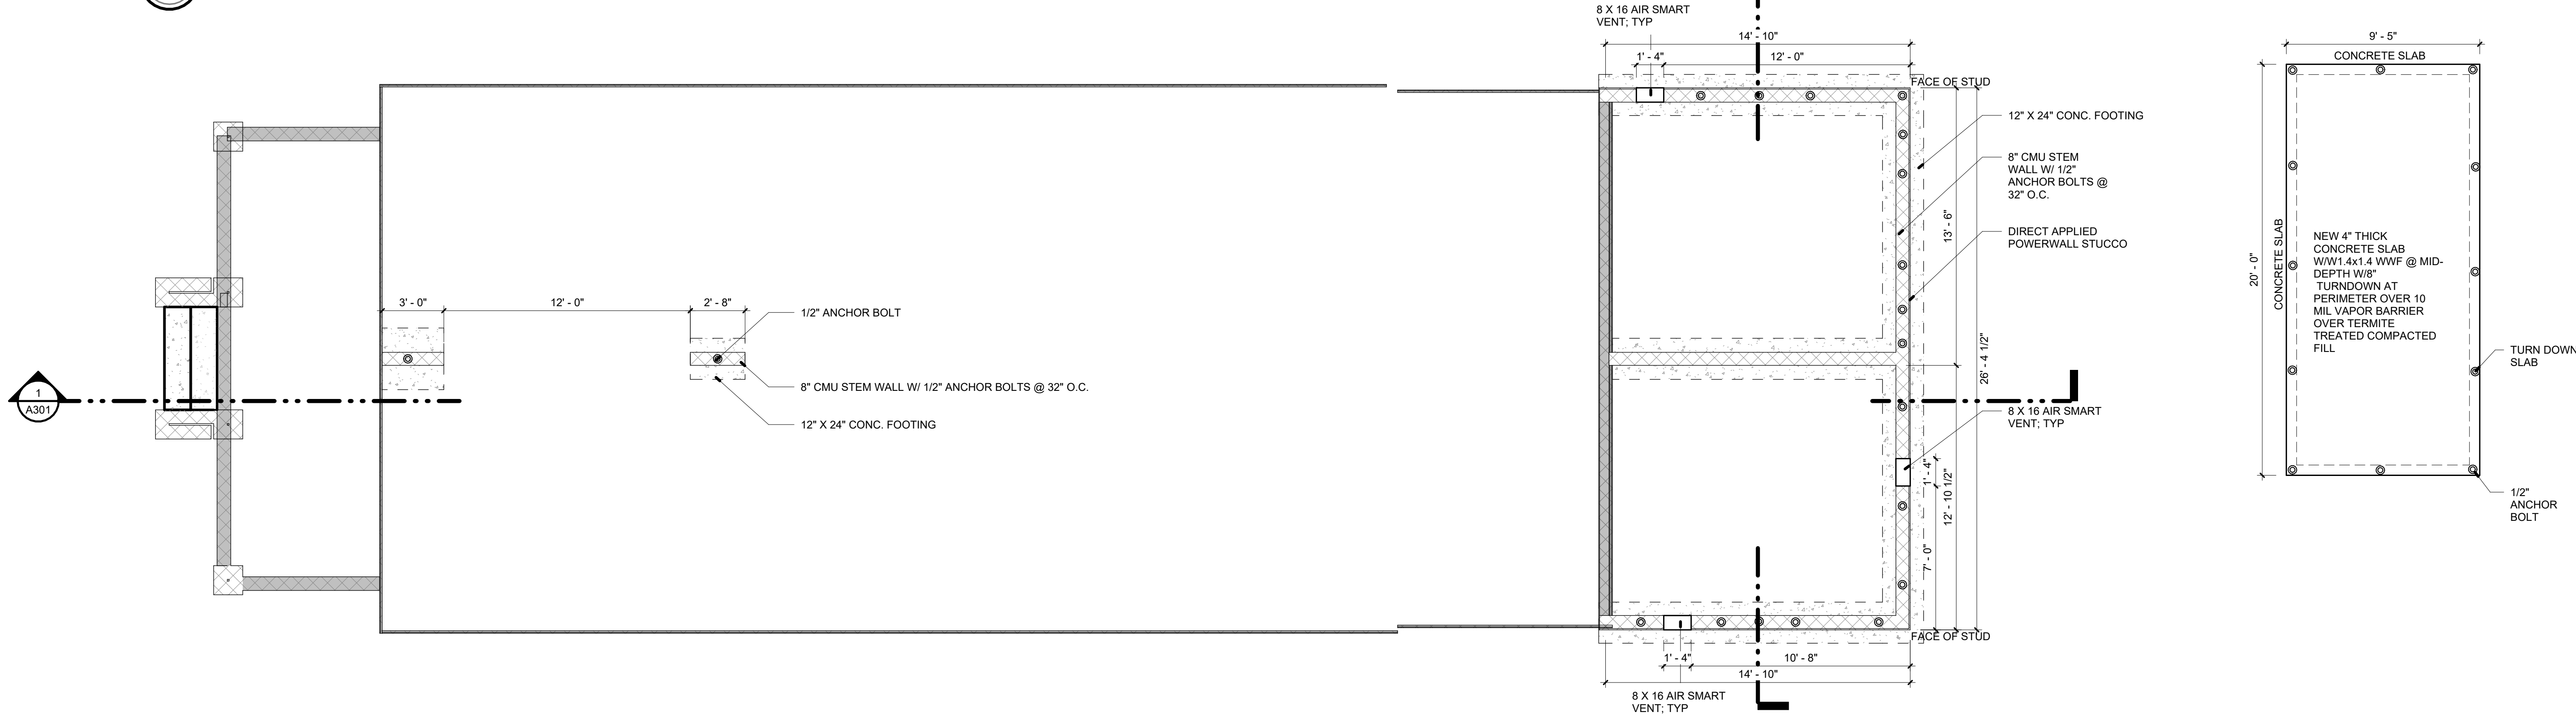 8 X 16 AIR SMART
VENT; TYP
14' - 10"
1' - 4"
12' - 0"
FACE OF STUD
12" X 24" CONC. FOOTING
8" CMU STEM
WALL W/ 1/2"
ANCHOR BOLTS @
32" O.C.
DIRECT APPLIED
POWERWALL STUCCO
13' - 6"
26' - 4 1/2"
3' - 0"
12' - 0"
2' - 8"
1/2" ANCHOR BOLT
8" CMU STEM WALL W/ 1/2" ANCHOR BOLTS @ 32" O.C.
12" X 24" CONC. FOOTING
1
A301
8 X 16 AIR SMART
VENT; TYP
1' - 4"
12' - 10 1/2"
7' - 0"
FACE OF STUD
1' - 4"
10' - 8"
14' - 10"
8 X 16 AIR SMART
VENT; TYP
9' - 5"
CONCRETE SLAB
20' - 0"
CONCRETE SLAB
NEW 4" THICK
CONCRETE SLAB
W/W1.4x1.4 WWF @ MID-
DEPTH W/8"
TURNDOWN AT
PERIMETER OVER 10
MIL VAPOR BARRIER
OVER TERMITE
TREATED COMPACTED
FILL
TURN DOWN
SLAB
1/2"
ANCHOR
BOLT